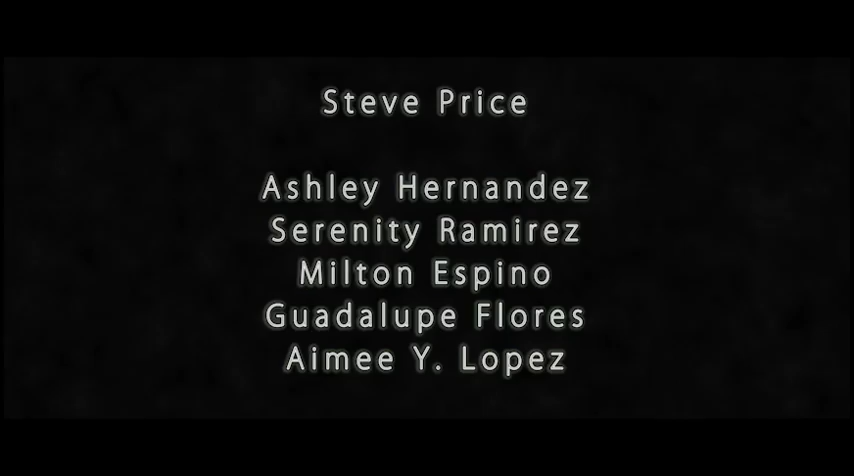 Steve Price
Ashley Hernandez
Serenity Ramirez
Milton Espino
Guadalupe Flores
Aimee Y. Lopez